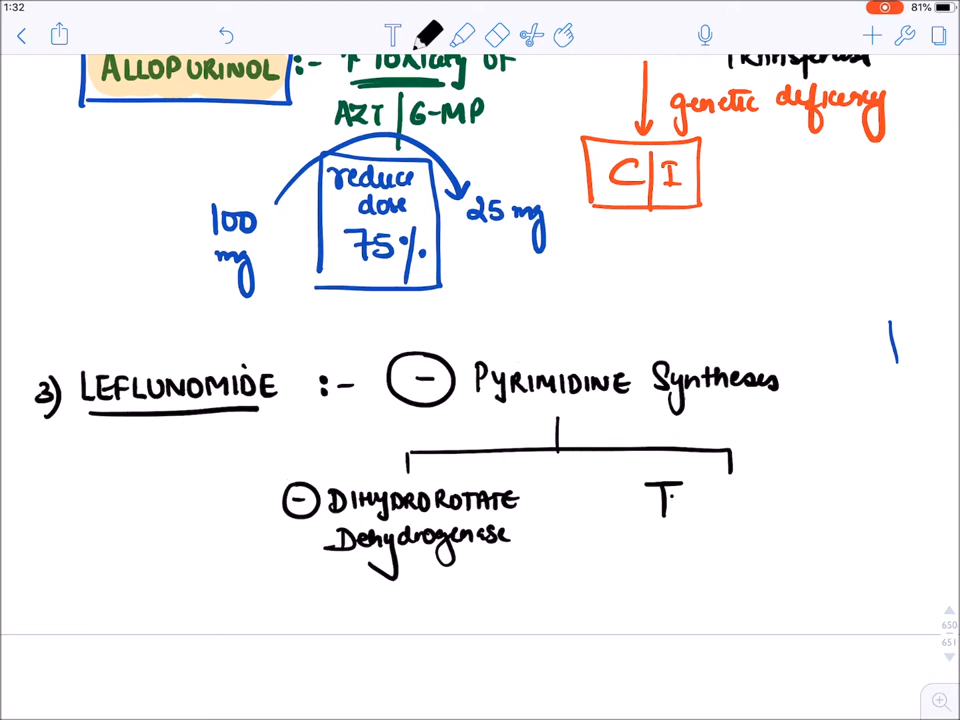 1:32
81%
T
ALLOPURINOL :- ↑ Toxicity of
AZT | 6-MP
genetic deficiency
C | I
reduce
dose
75%
100
mg
25 mg
3) LEFLUNOMIDE :- ⊖ PYRIMIDINE Syntheses
⊖ DIHYDROROTATE
Dehydrogenase
T
650
651